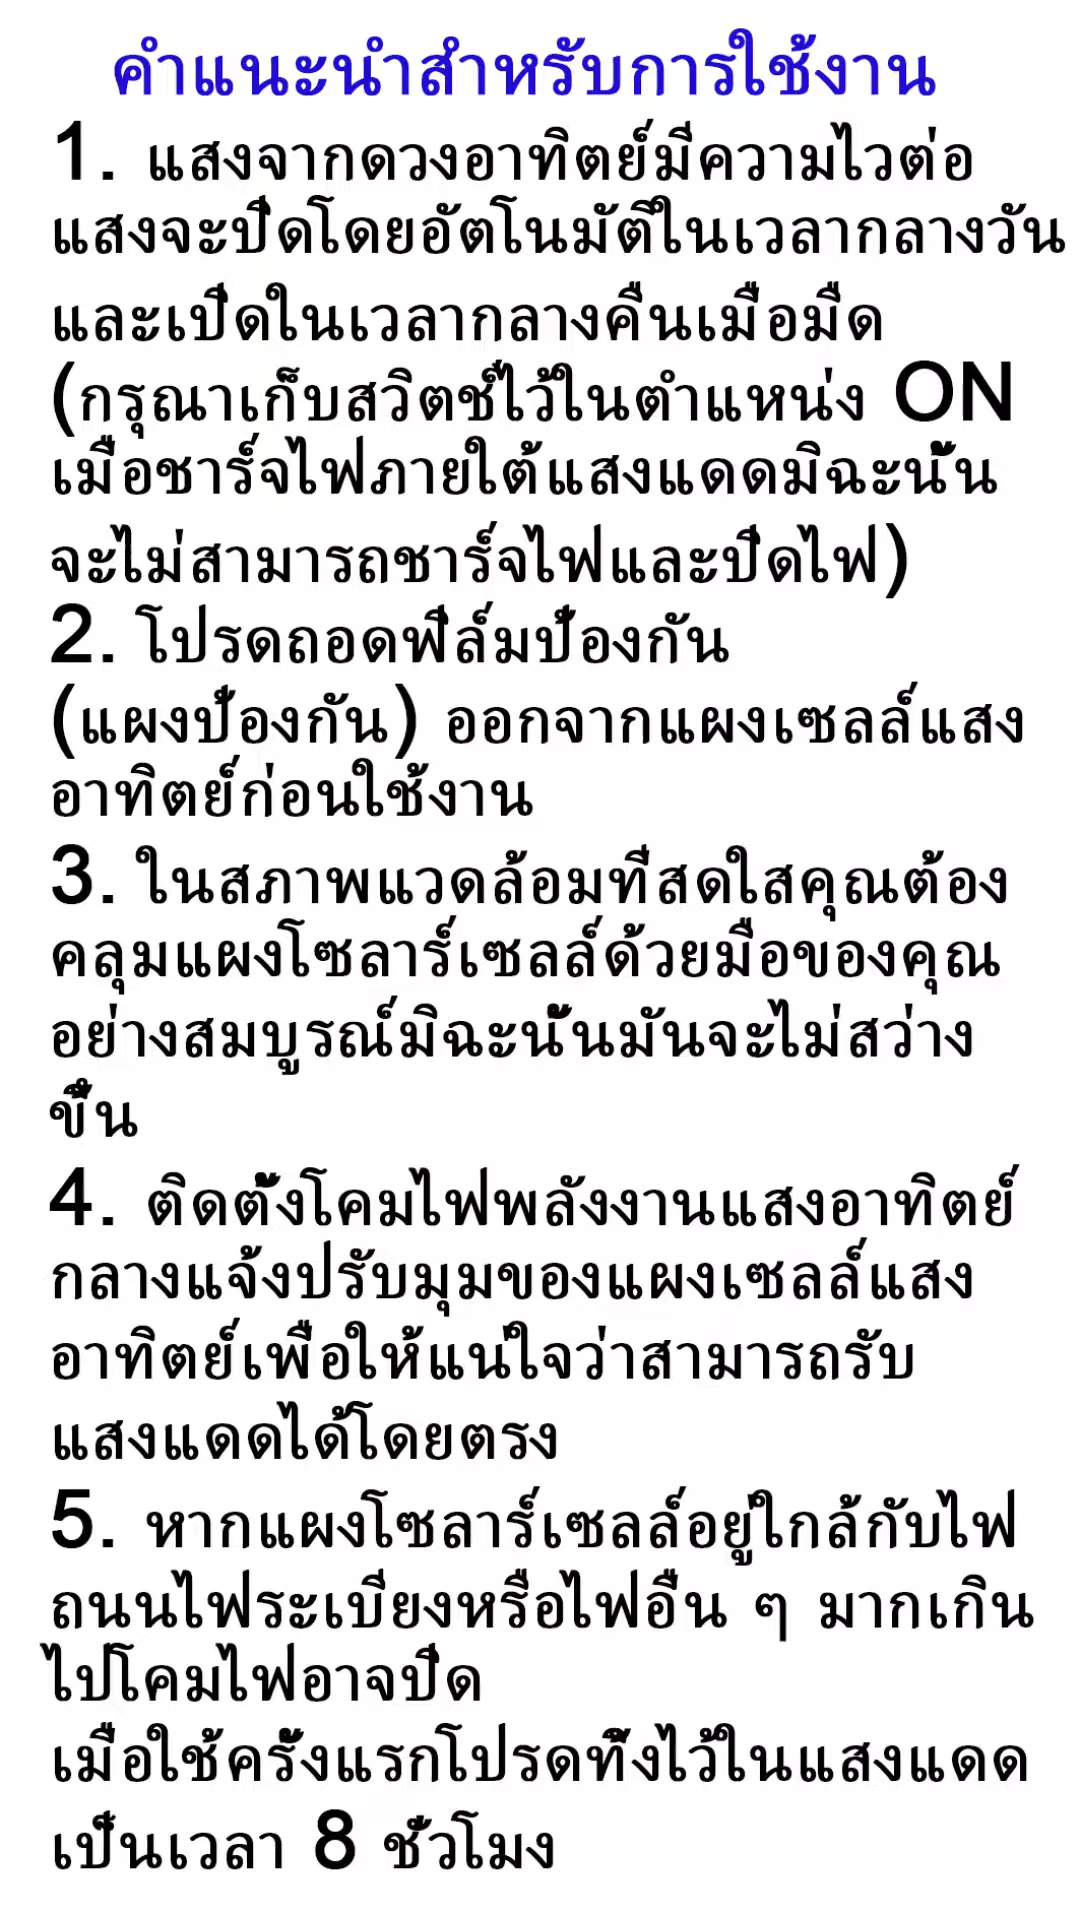 คำแนะนำสำหรับการใช้งาน
1. แสงจากดวงอาทิตย์มีความไวต่อ
แสงจะปิดโดยอัตโนมัติในเวลากลางวัน
และเปิดในเวลากลางคืนเมื่อมืด
(กรุณาเก็บสวิตช์ไว้ในตำแหน่ง ON
เมื่อชาร์จไฟภายใต้แสงแดดมิฉะนั้น
จะไม่สามารถชาร์จไฟและปิดไฟ)
2. โปรดถอดฟิล์มป้องกัน
(แผงป้องกัน) ออกจากแผงเซลล์แสง
อาทิตย์ก่อนใช้งาน
3. ในสภาพแวดล้อมที่สดใสคุณต้อง
คลุมแผงโซลาร์เซลล์ด้วยมือของคุณ
อย่างสมบูรณ์มิฉะนั้นมันจะไม่สว่าง
ขึ้น
4. ติดตั้งโคมไฟพลังงานแสงอาทิตย์
กลางแจ้งปรับมุมของแผงเซลล์แสง
อาทิตย์เพื่อให้แน่ใจว่าสามารถรับ
แสงแดดได้โดยตรง
5. หากแผงโซลาร์เซลล์อยู่ใกล้กับไฟ
ถนนไฟระเบียงหรือไฟอื่น ๆ มากเกิน
ไปโคมไฟอาจปิด
เมื่อใช้ครั้งแรกโปรดทิ้งไว้ในแสงแดด
เป็นเวลา 8 ชั่วโมง